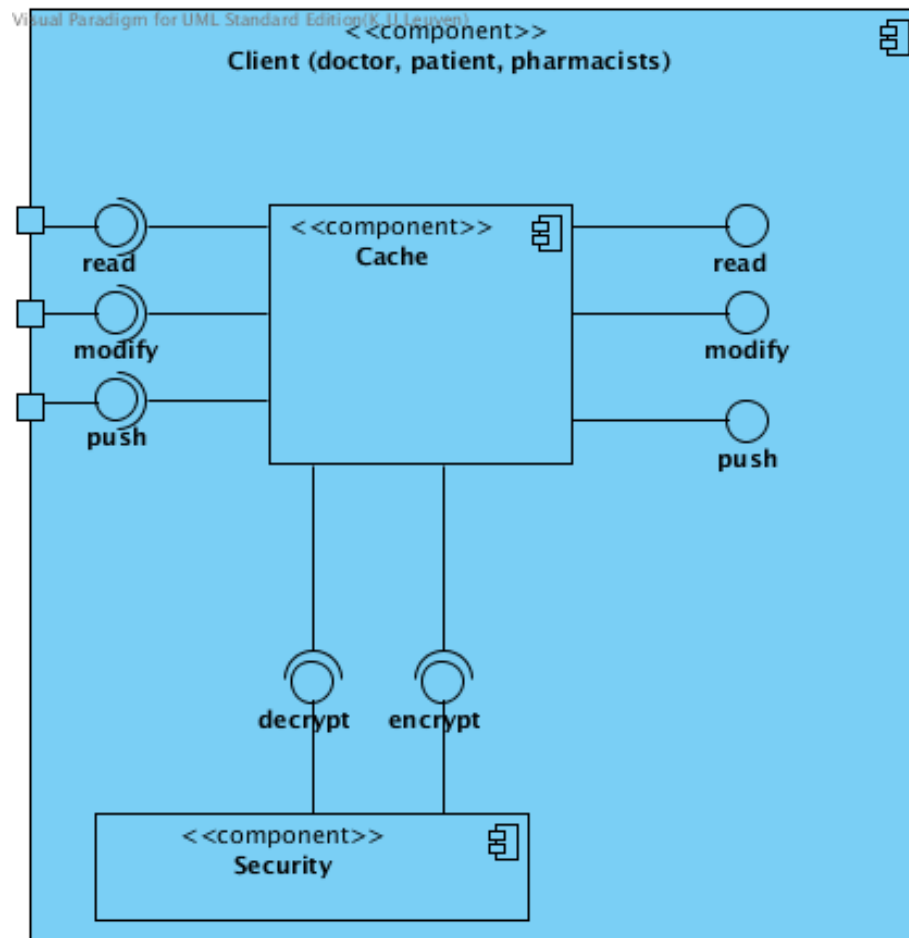 Visual Paradigm for UML Standard Edition(K.U.Leuven)
<<component>>
Client (doctor, patient, pharmacists)
<<component>>
Cache
read
read
modify
modify
push
push
decrypt
encrypt
<<component>>
Security